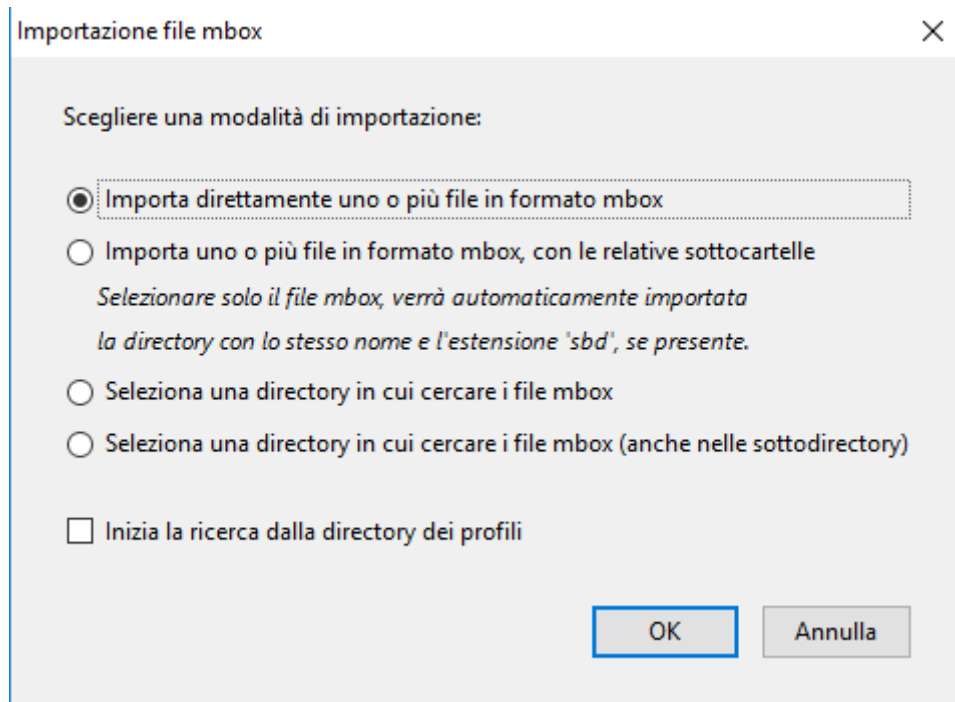 Importazione file mbox
Scegliere una modalità di importazione:
Importa direttamente uno o più file in formato mbox
Importa uno o più file in formato mbox, con le relative sottocartelle
Selezionare solo il file mbox, verrà automaticamente importata
la directory con lo stesso nome e l'estensione 'sbd', se presente.
Seleziona una directory in cui cercare i file mbox
Seleziona una directory in cui cercare i file mbox (anche nelle sottodirectory)
Inizia la ricerca dalla directory dei profili
OK
Annulla